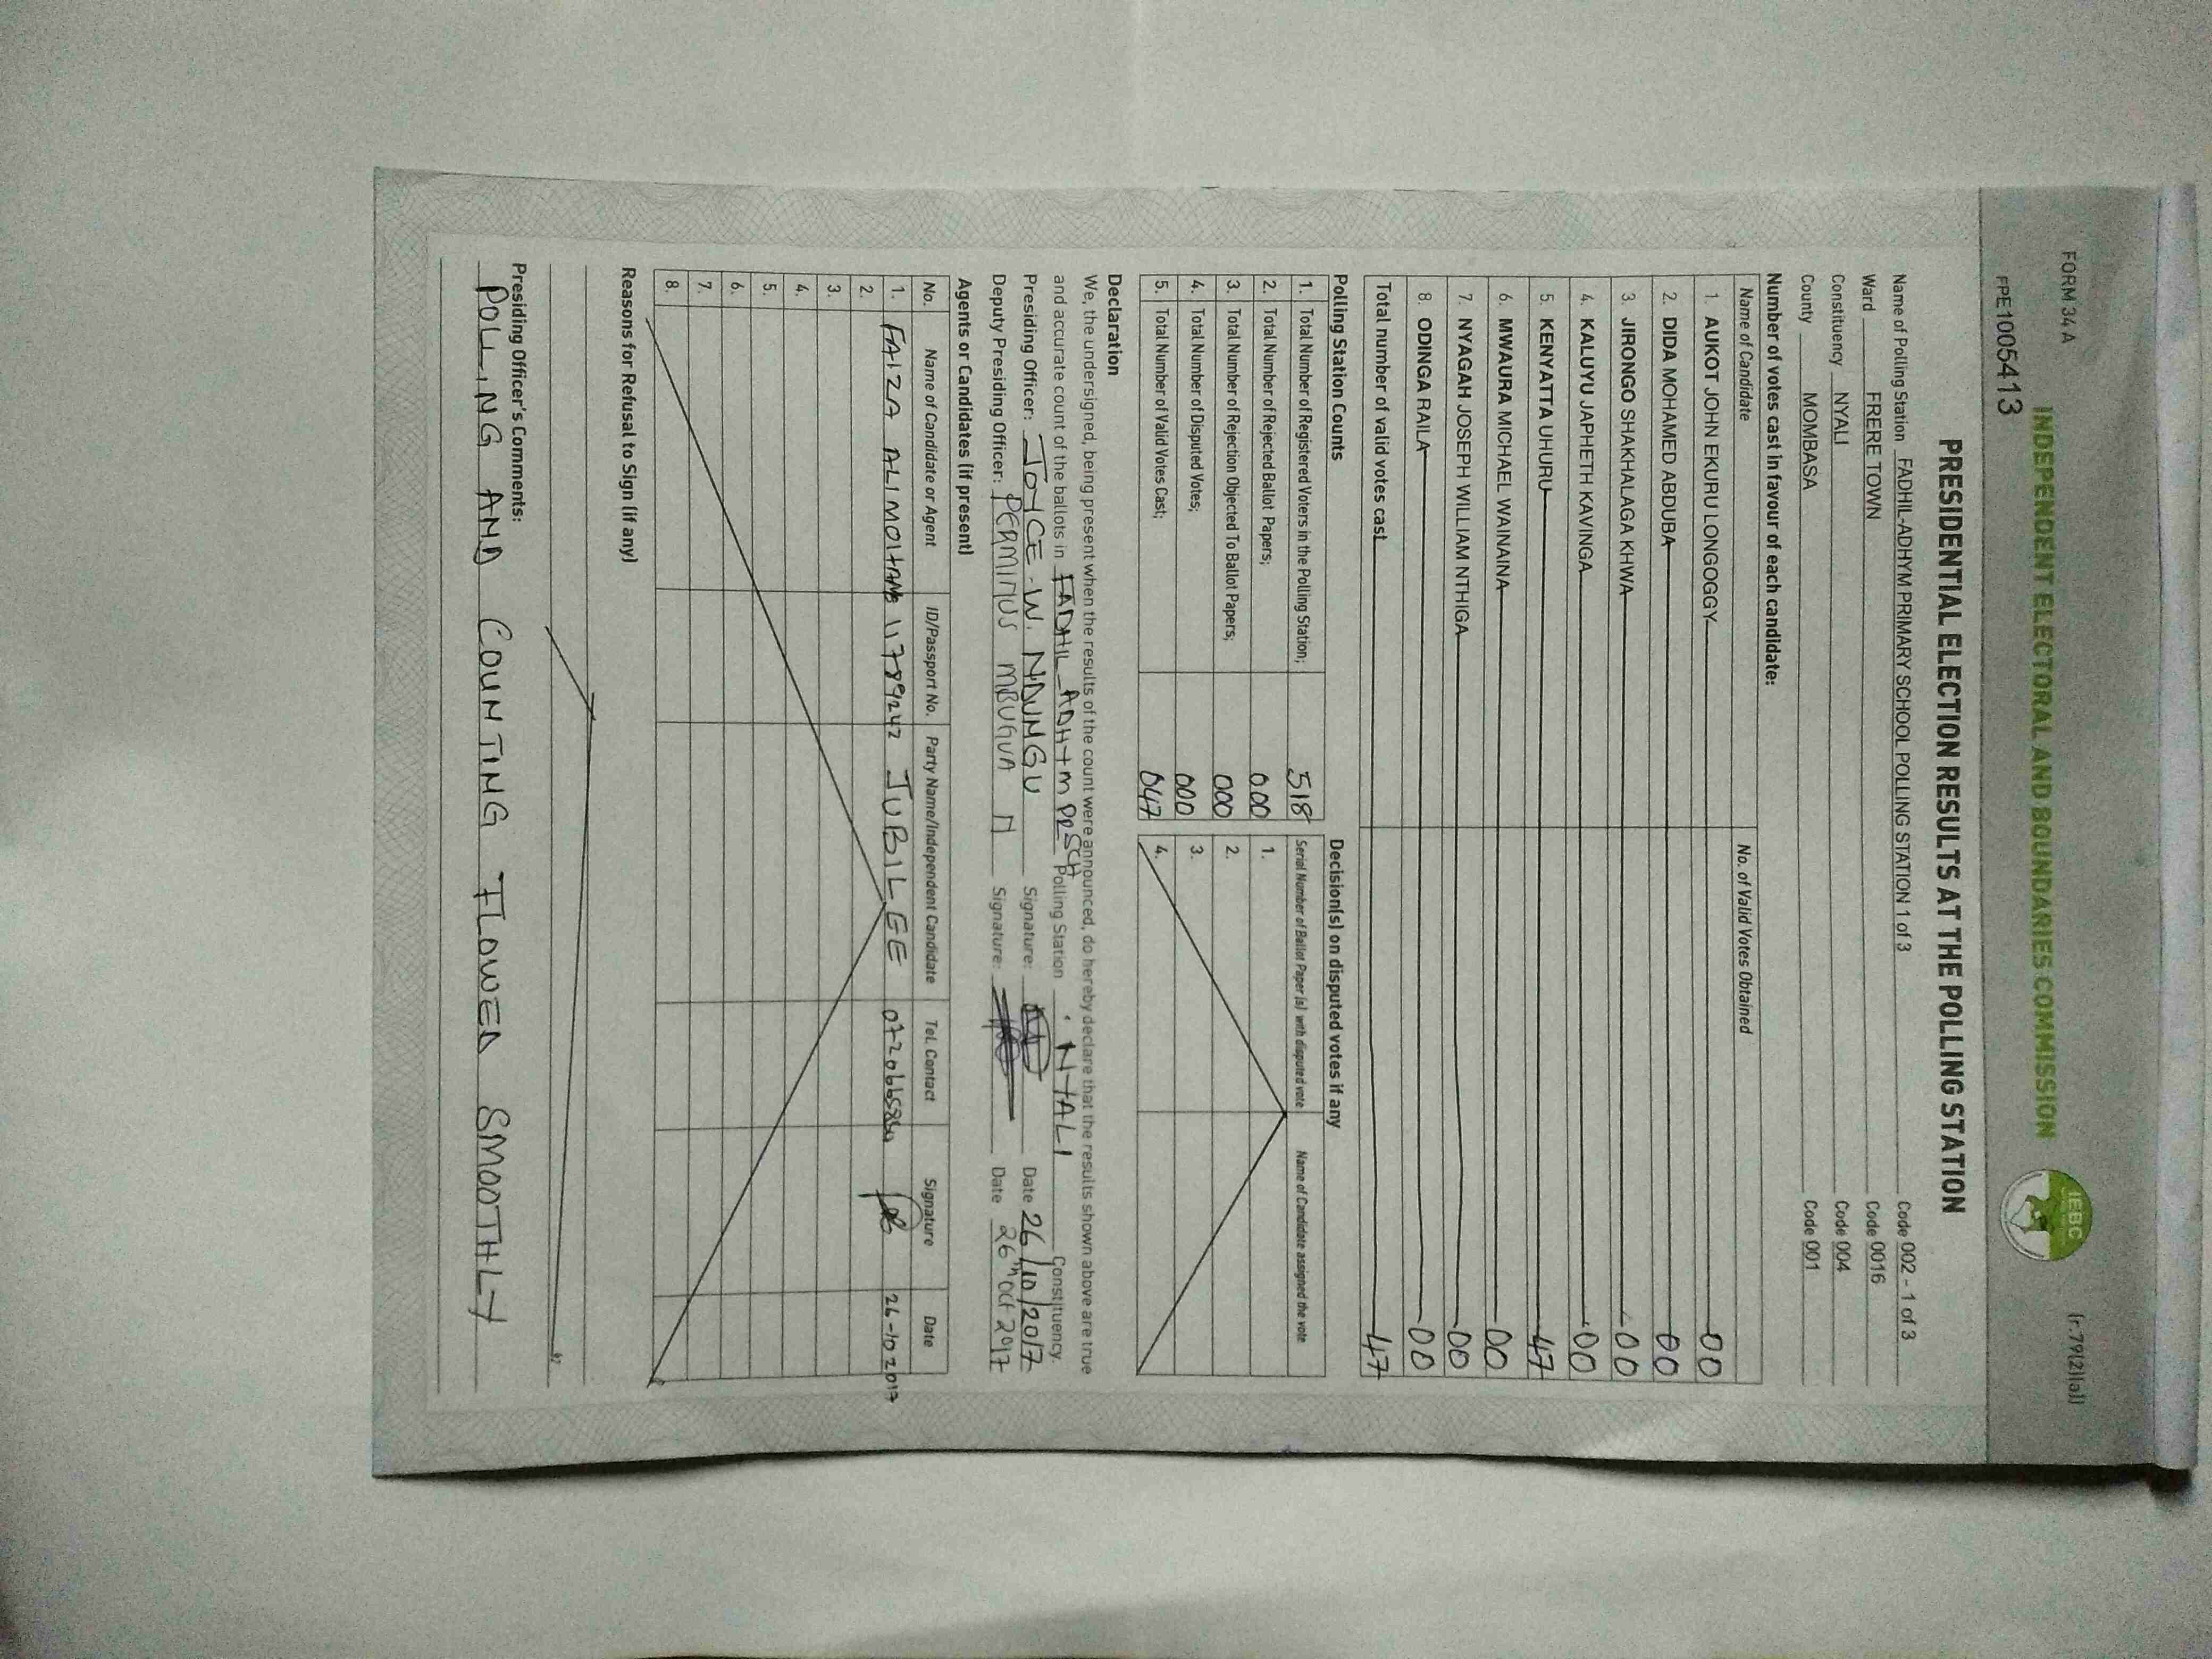 FORM 34 A
(r.79(2)(a))
INDEPENDENT ELECTORAL AND BOUNDARIES COMMISSION
IEBC
FPE1005413
PRESIDENTIAL ELECTION RESULTS AT THE POLLING STATION
Name of Polling Station FADHIL-ADHYM PRIMARY SCHOOL POLLING STATION 1 of 3 Code 002 - 1 of 3
Ward FRERE TOWN Code 0016
Constituency NYALI Code 004
County MOMBASA Code 001
Number of votes cast in favour of each candidate:
Name of Candidate No. of Valid Votes Obtained
1. AUKOT JOHN EKURU LONGOGGY 00
2. DIDA MOHAMED ABDUBA 00
3. JIRONGO SHAKHALAGA KHWA 00
4. KALUYU JAPHETH KAVINGA 00
5. KENYATTA UHURU 47
6. MWAURA MICHAEL WAINAINA 00
7. NYAGAH JOSEPH WILLIAM NTHIGA 00
8. ODINGA RAILA 00
Total number of valid votes cast 47
Polling Station Counts Decision(s) on disputed votes if any
1. Total Number of Registered Voters in the Polling Station; 518 Serial Number of Ballot Paper (s) with disputed vote Name of Candidate assigned the vote
2. Total Number of Rejected Ballot Papers; 000 1.
3. Total Number of Rejection Objected To Ballot Papers; 000 2.
4. Total Number of Disputed Votes; 000 3.
5. Total Number of Valid Votes Cast; 047 4.
Declaration
We, the undersigned, being present when the results of the count were announced, do hereby declare that the results shown above are true
and accurate count of the ballots in FADHIL-ADHYM PR SCH Polling Station NYALI Constituency.
Presiding Officer: JOYCE .W. NDUNGU Signature: Date 26/10/2017
Deputy Presiding Officer: PERMINUS MBUGUA N Signature: Date 26th Oct 2017
Agents or Candidates (if present)
No. Name of Candidate or Agent ID/Passport No. Party Name/Independent Candidate Tel. Contact Signature Date
1. FAIZA ALI 11789242 JUBILEE 26-10 2017
2.
3.
4.
5.
6.
7.
8.
Reasons for Refusal to Sign (if any)
Presiding Officer's Comments:
POLLING AND COUNTING FLOWED SMOOTHLY